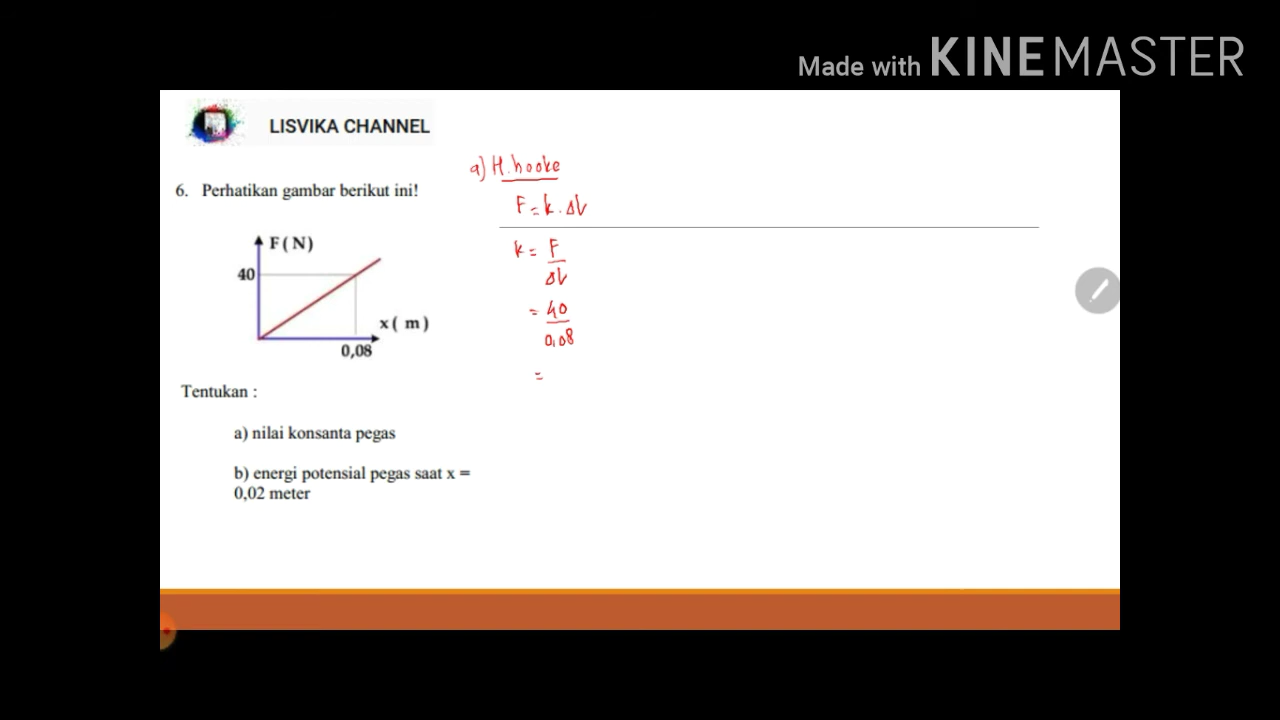 Made with KINEMASTER
LISVIKA CHANNEL
6. Perhatikan gambar berikut ini!
F(N)
40
x( m)
0,08
Tentukan :
a) nilai konsanta pegas
b) energi potensial pegas saat x =
0,02 meter
a) H. hooke
F = k . Δl
k = F
Δl
= 40
0,08
=